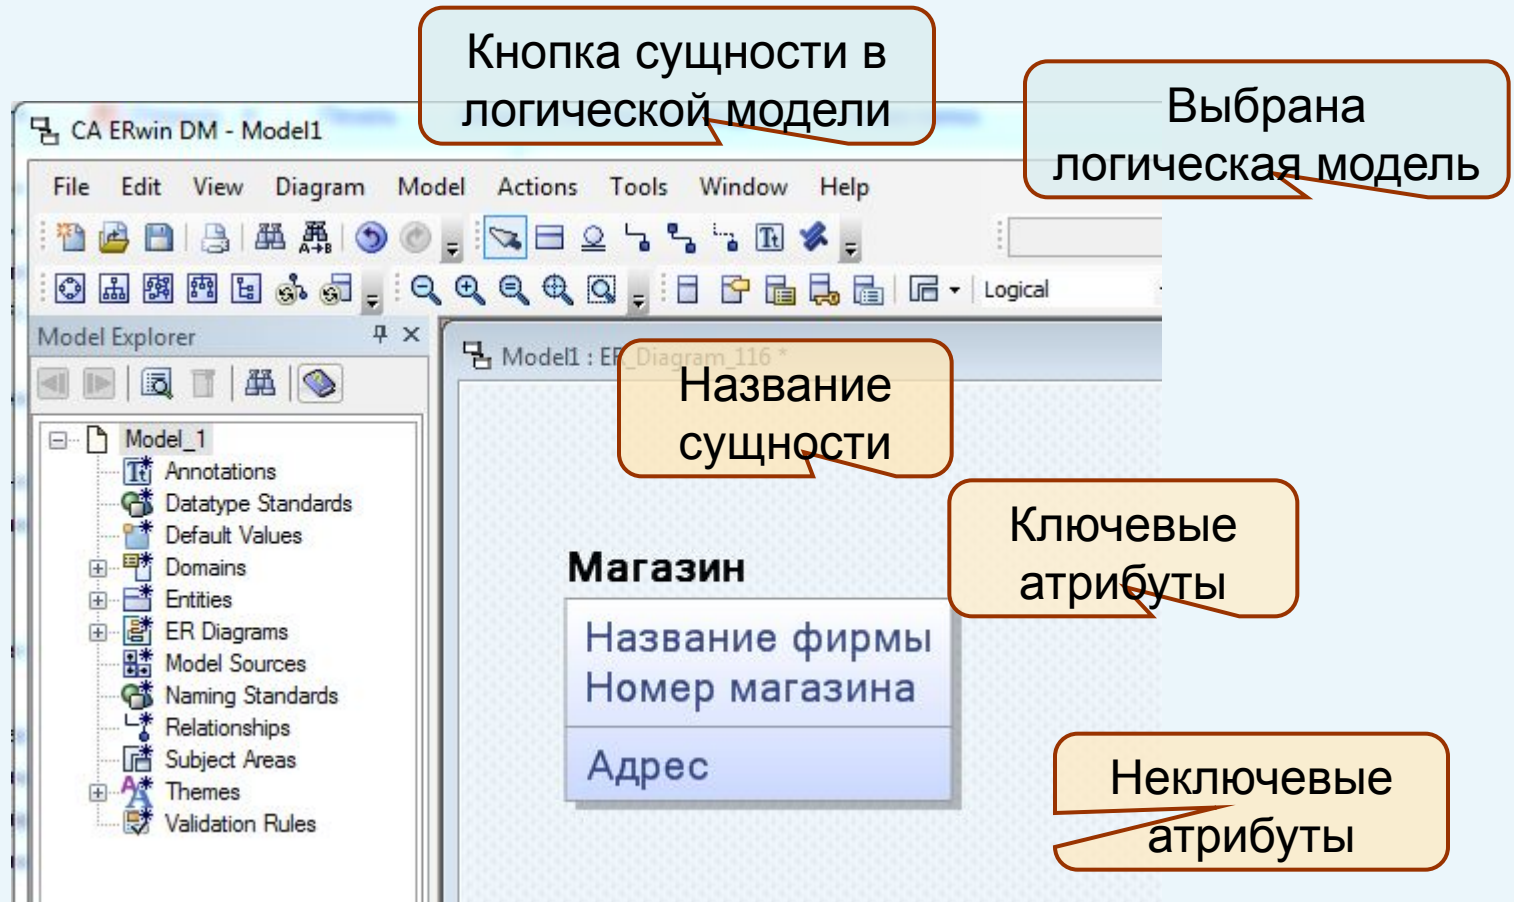 Кнопка сущности в
логической модели
Выбрана
логическая модель
CA ERwin DM - Model1
File Edit View Diagram Model Actions Tools Window Help
Logical
Model Explorer
Model1 : ER_Diagram_116 *
Название
сущности
Model_1
Annotations
Datatype Standards
Default Values
Domains
Entities
ER Diagrams
Model Sources
Naming Standards
Relationships
Subject Areas
Themes
Validation Rules
Ключевые
атрибуты
Магазин
Название фирмы
Номер магазина
Адрес
Неключевые
атрибуты